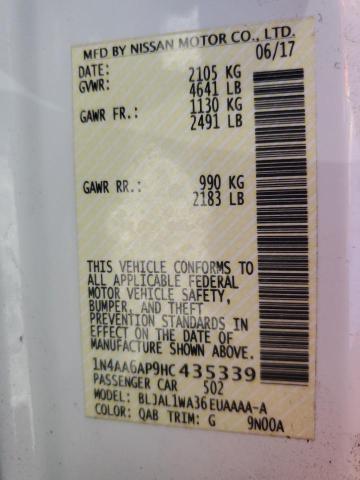 MFD BY NISSAN MOTOR CO., LTD.
DATE: 06/17
GVWR: 2105 KG
4641 LB
GAWR FR.: 1130 KG
2491 LB
GAWR RR.: 990 KG
2183 LB
THIS VEHICLE CONFORMS TO
ALL APPLICABLE FEDERAL
MOTOR VEHICLE SAFETY,
BUMPER, AND THEFT
PREVENTION STANDARDS IN
EFFECT ON THE DATE OF
MANUFACTURE SHOWN ABOVE.
1N4AA6AP9HC435339
PASSENGER CAR 502
MODEL: BLJAL1WA36EUAAAA-A
COLOR: QAB TRIM: G 9N00A